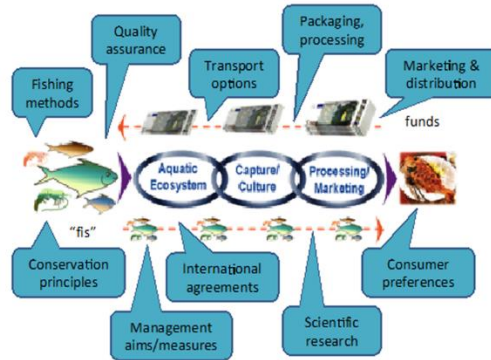 Quality
assurance
Packaging,
processing
Fishing
methods
Transport
options
Marketing &
distribution
funds
Aquatic
Ecosystem
Capture/
Culture
Processing/
Marketing
"fis"
Conservation
principles
International
agreements
Consumer
preferences
Management
aims/measures
Scientific
research